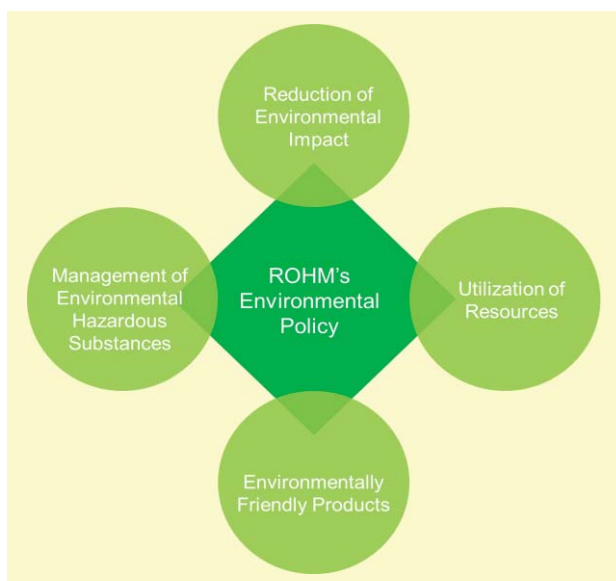 Reduction of
Environmental
Impact
Management of
Environmental
Hazardous
Substances
ROHM's
Environmental
Policy
Utilization of
Resources
Environmentally
Friendly Products